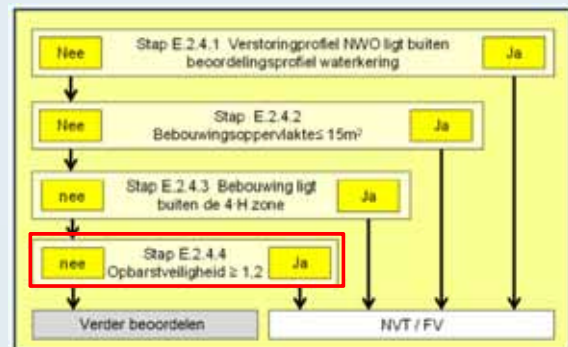 Nee
Stap E.2.4.1 Verstoringprofiel NWO ligt buiten
beoordelingsprofiel waterkering
Ja
Nee
Stap E.2.4.2
Bebouwingsoppervlakte≤ 15m²
Ja
nee
Stap E.2.4.3 Bebouwing ligt
buiten de 4·H zone
Ja
nee
Stap E.2.4.4
Opbarstveiligheid ≥ 1,2
Ja
Verder beoordelen
NVT / FV